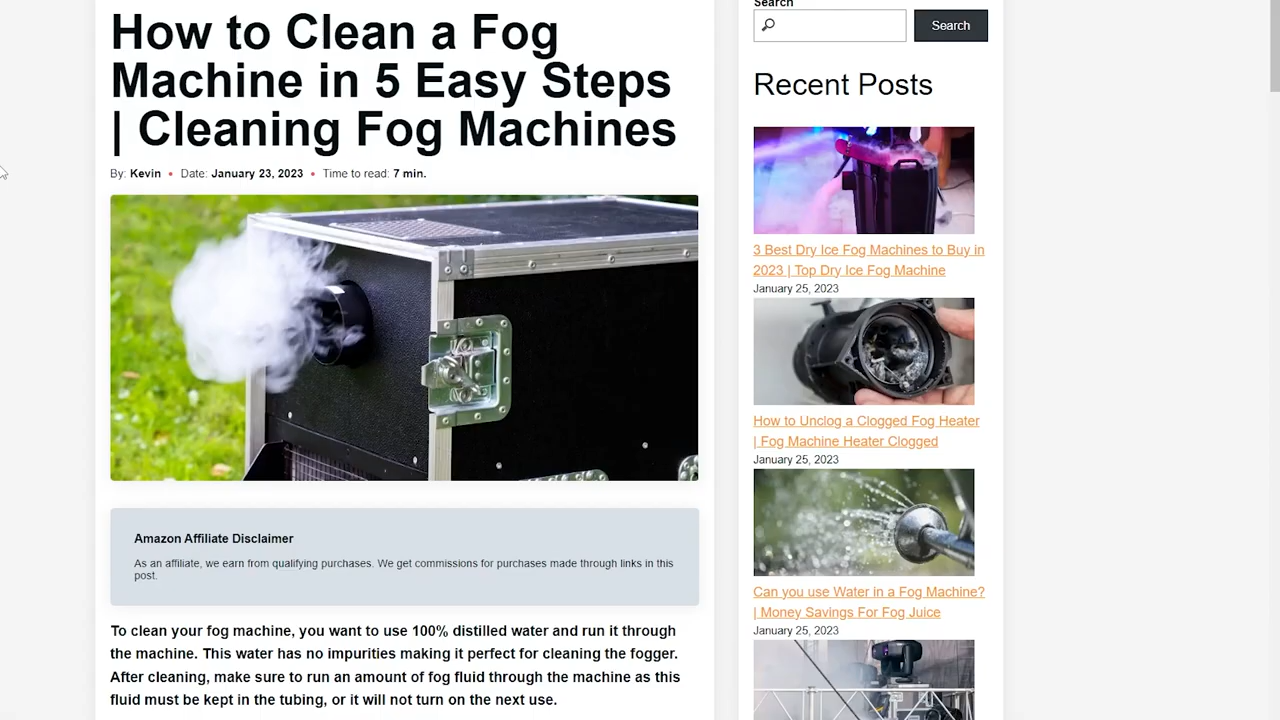 How to Clean a Fog
Machine in 5 Easy Steps
| Cleaning Fog Machines
By: Kevin • Date: January 23, 2023 • Time to read: 7 min.
Amazon Affiliate Disclaimer
As an affiliate, we earn from qualifying purchases. We get commissions for purchases made through links in this
post.
To clean your fog machine, you want to use 100% distilled water and run it through
the machine. This water has no impurities making it perfect for cleaning the fogger.
After cleaning, make sure to run an amount of fog fluid through the machine as this
fluid must be kept in the tubing, or it will not turn on the next use.
Search
Search
Recent Posts
3 Best Dry Ice Fog Machines to Buy in
2023 | Top Dry Ice Fog Machine
January 25, 2023
How to Unclog a Clogged Fog Heater
| Fog Machine Heater Clogged
January 25, 2023
Can you use Water in a Fog Machine?
| Money Savings For Fog Juice
January 25, 2023